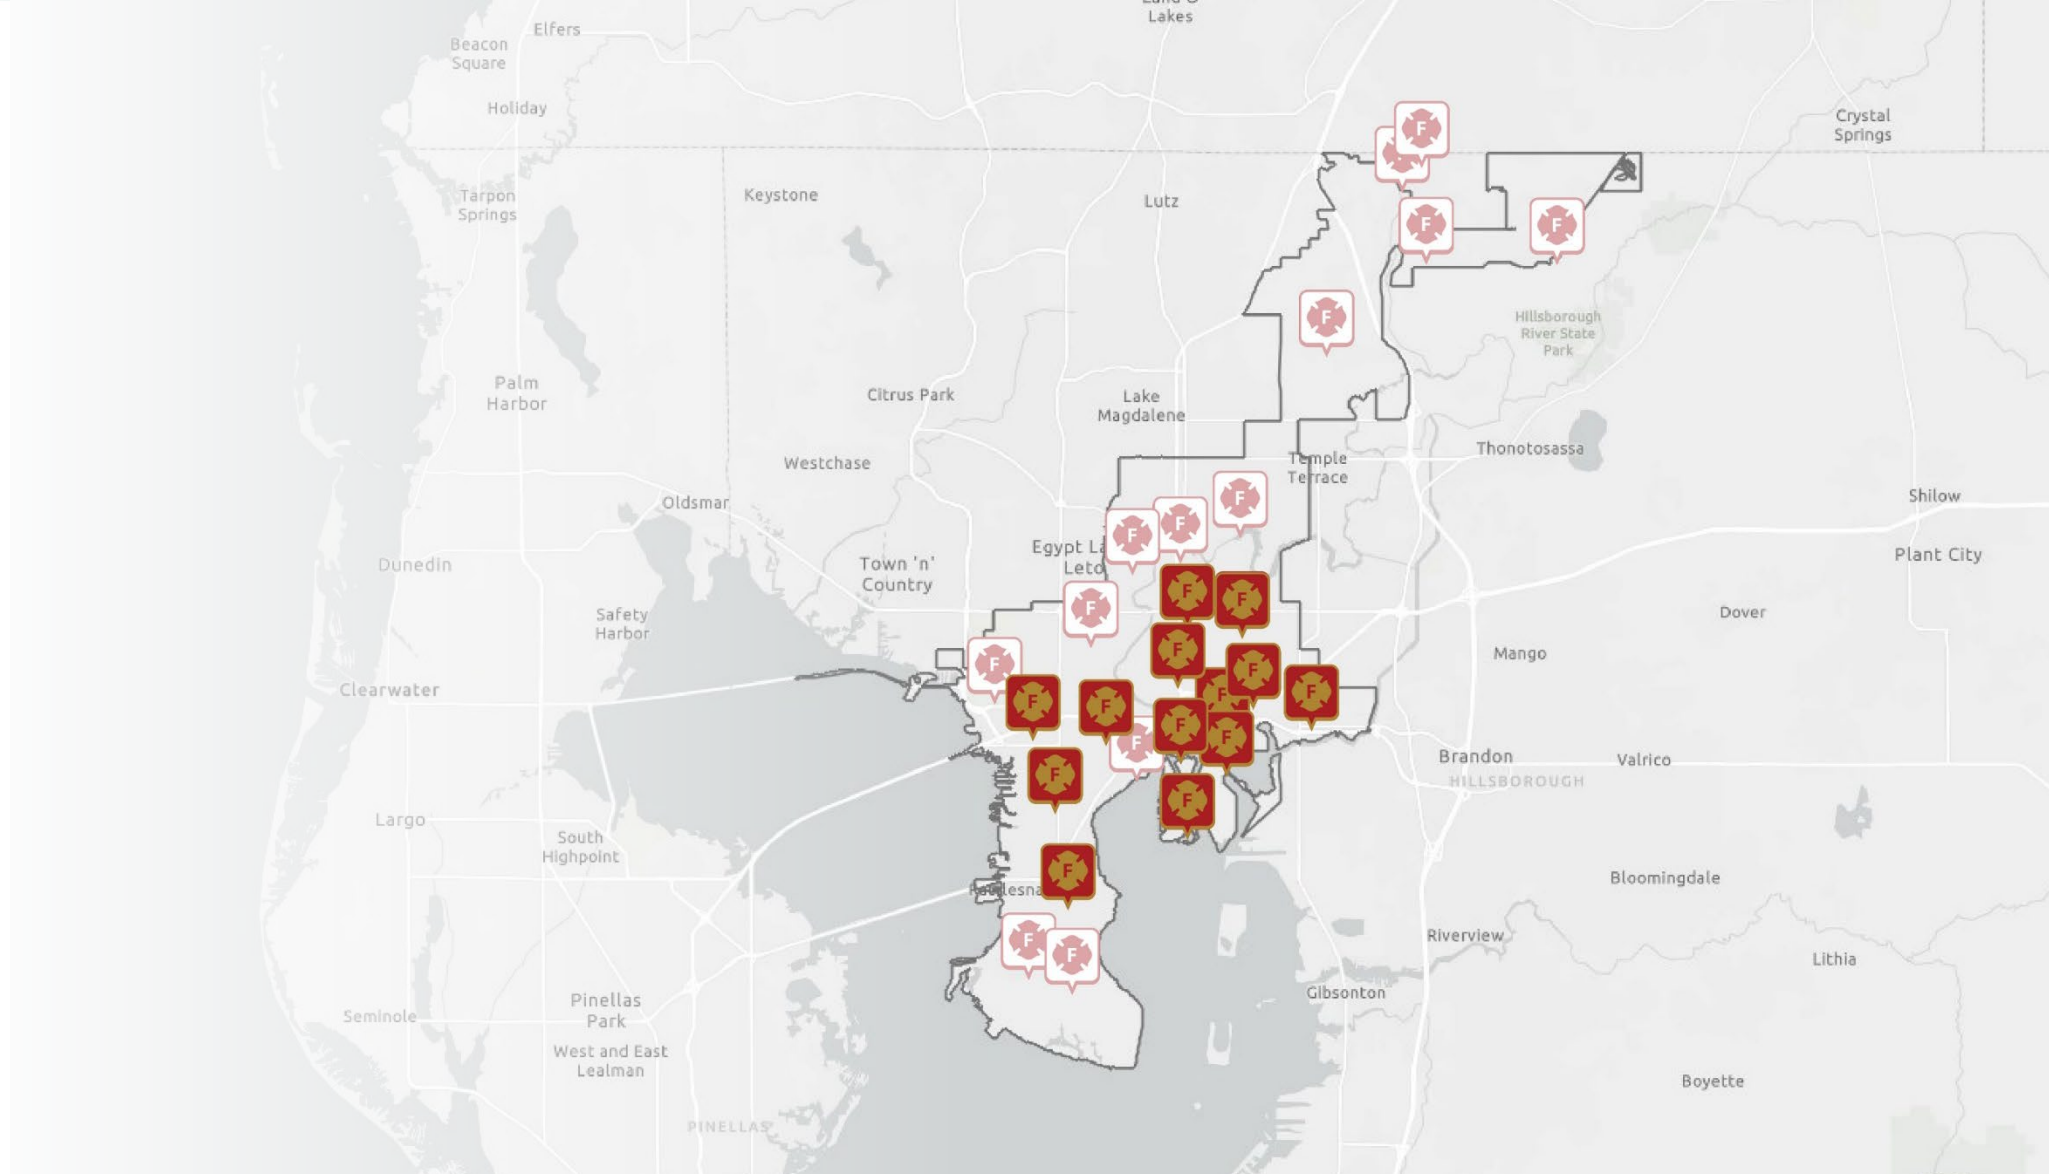 Lakes
Elfers
Beacon
Square
Holiday
Crystal
Springs
F
F
Keystone
Tarpon
Springs
Lutz
F
F
Hillsborough
River State
Park
F
Palm
Harbor
Citrus Park
Lake
Magdalene
Thonotosassa
Westchase
Temple
Terrace
Oldsmar
F
Shilow
F
F
Egypt La
Leto
Plant City
Dunedin
Town 'n'
Country
F
F
F
Dover
Safety
Harbor
F
Mango
F
F
F
F
Clearwater
F
F
F
F
F
Brandon
Valrico
HILLSBOROUGH
F
F
Largo
South
Highpoint
F
Bloomingdale
F
F
Riverview
Lithia
Gibsonton
Pinellas
Park
Seminole
West and East
Lealman
Boyette
PINELLAS